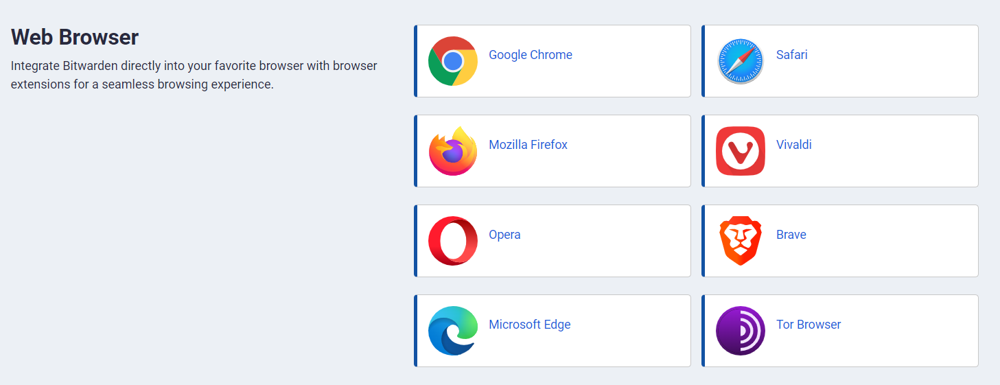 Web Browser
Integrate Bitwarden directly into your favorite browser with browser
extensions for a seamless browsing experience.
Google Chrome
Safari
Mozilla Firefox
Vivaldi
Opera
Brave
Microsoft Edge
Tor Browser